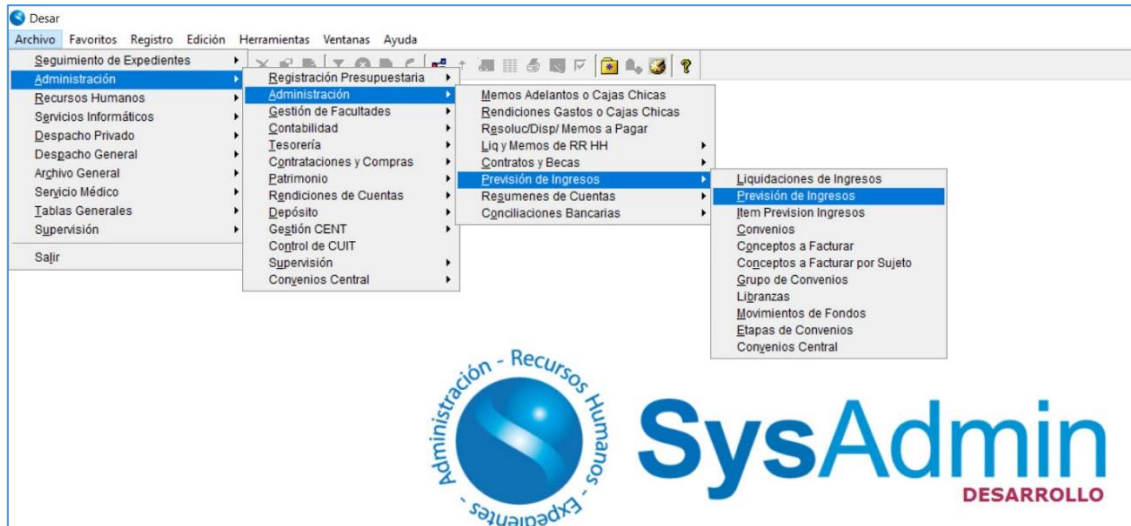 Desar
Archivo Favoritos Registro Edición Herramientas Ventanas Ayuda
Seguimiento de Expedientes
Administración
Recursos Humanos
Servicios Informáticos
Despacho Privado
Despacho General
Archivo General
Servicio Médico
Tablas Generales
Supervisión
Salir
Registración Presupuestaria
Administración
Gestión de Facultades
Contabilidad
Tesorería
Contrataciones y Compras
Patrimonio
Rendiciones de Cuentas
Depósito
Gestión CENT
Control de CUIT
Supervisión
Convenios Central
Memos Adelantos o Cajas Chicas
Rendiciones Gastos o Cajas Chicas
Resoluc/Disp/ Memos a Pagar
Liq y Memos de RR HH
Contratos y Becas
Previsión de Ingresos
Resumenes de Cuentas
Conciliaciones Bancarias
Liquidaciones de Ingresos
Previsión de Ingresos
Item Prevision Ingresos
Convenios
Conceptos a Facturar
Conceptos a Facturar por Sujeto
Grupo de Convenios
Libranzas
Movimientos de Fondos
Etapas de Convenios
Convenios Central
Administración - Recursos Humanos - Expedientes -
SysAdmin
DESARROLLO